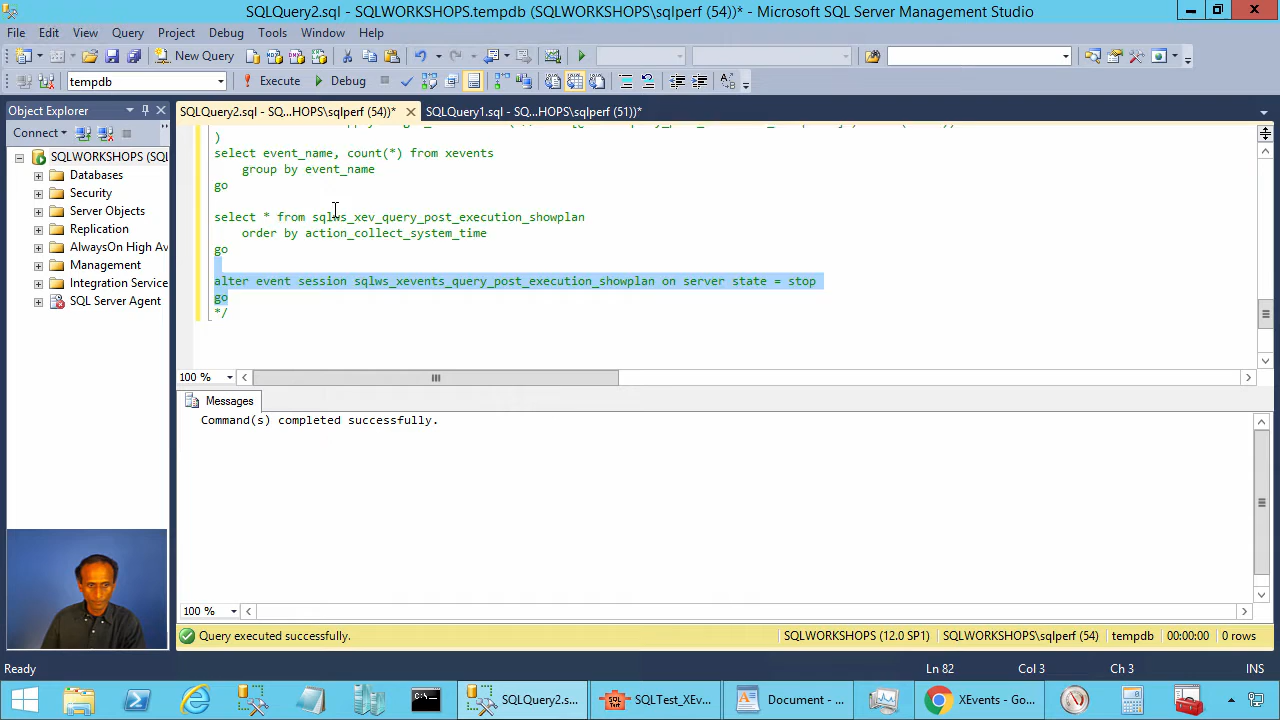 SQLQuery2.sql - SQLWORKSHOPS.tempdb (SQLWORKSHOPS\sqlperf (54))* - Microsoft SQL Server Management Studio
File Edit View Query Project Debug Tools Window Help
New Query
tempdb Execute Debug
Object Explorer
SQLQuery2.sql - SQ...HOPS\sqlperf (54))* SQLQuery1.sql - SQ...HOPS\sqlperf (51))*
Connect
SQLWORKSHOPS (SQL
Databases
Security
Server Objects
Replication
AlwaysOn High Av
Management
Integration Service
SQL Server Agent
)
select event_name, count(*) from xevents
group by event_name
go
select * from sqlws_xev_query_post_execution_showplan
order by action_collect_system_time
go
alter event session sqlws_xevents_query_post_execution_showplan on server state = stop
go
*/
100 %
Messages
Command(s) completed successfully.
100 %
Query executed successfully. SQLWORKSHOPS (12.0 SP1) SQLWORKSHOPS\sqlperf (54) tempdb 00:00:00 0 rows
Ready Ln 82 Col 3 Ch 3 INS
SQLQuery2.s... SQLTest_XEv... Document - ... XEvents - Go...